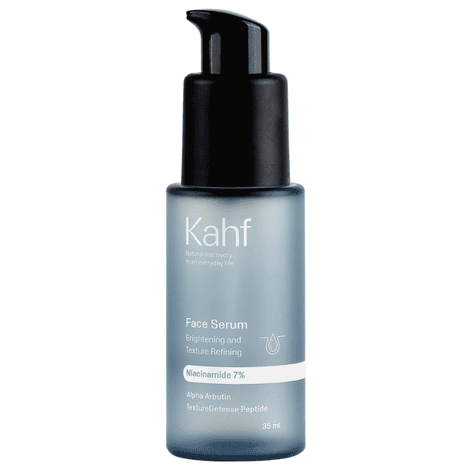 Kahf
Natural discovery
from everyday life
Face Serum
Brightening and
Texture Refining
Niacinamide 7%
Alpha Arbutin
TextureDefense Peptide
35 ml